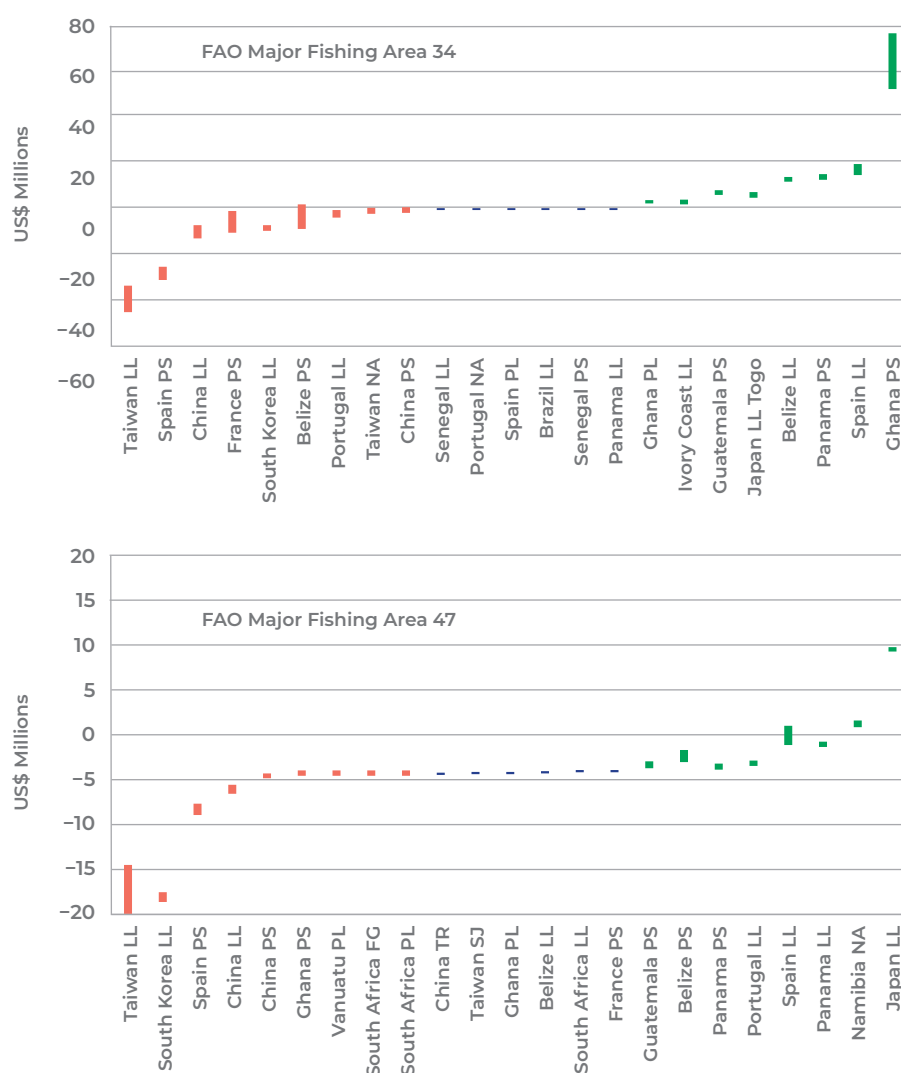 80
FAO Major Fishing Area 34
60
40
20
0
−20
−40
−60
US$ Millions
Taiwan LL
Spain PS
China LL
France PS
South Korea LL
Belize PS
Portugal LL
Taiwan NA
China PS
Senegal LL
Portugal NA
Spain PL
Brazil LL
Senegal PS
Panama LL
Ghana PL
Ivory Coast LL
Guatemala PS
Japan LL Togo
Belize LL
Panama PS
Spain LL
Ghana PS
20
15
FAO Major Fishing Area 47
10
5
0
−5
−10
−15
−20
US$ Millions
Taiwan LL
South Korea LL
Spain PS
China LL
China PS
Ghana PS
Vanuatu PL
South Africa FG
South Africa PL
China TR
Taiwan SJ
Ghana PL
Belize LL
South Africa LL
France PS
Guatemala PS
Belize PS
Panama PS
Portugal LL
Spain LL
Panama LL
Namibia NA
Japan LL